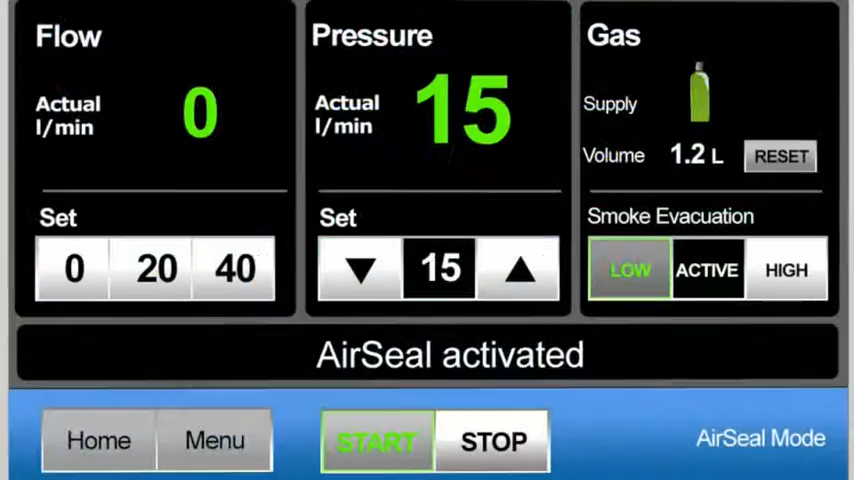 Flow
Actual
l/min
0
Set
0 20 40
Pressure
Actual
l/min
15
Set
▼ 15 ▲
Gas
Supply
Volume 1.2 L RESET
Smoke Evacuation
LOW ACTIVE HIGH
AirSeal activated
Home Menu START STOP AirSeal Mode